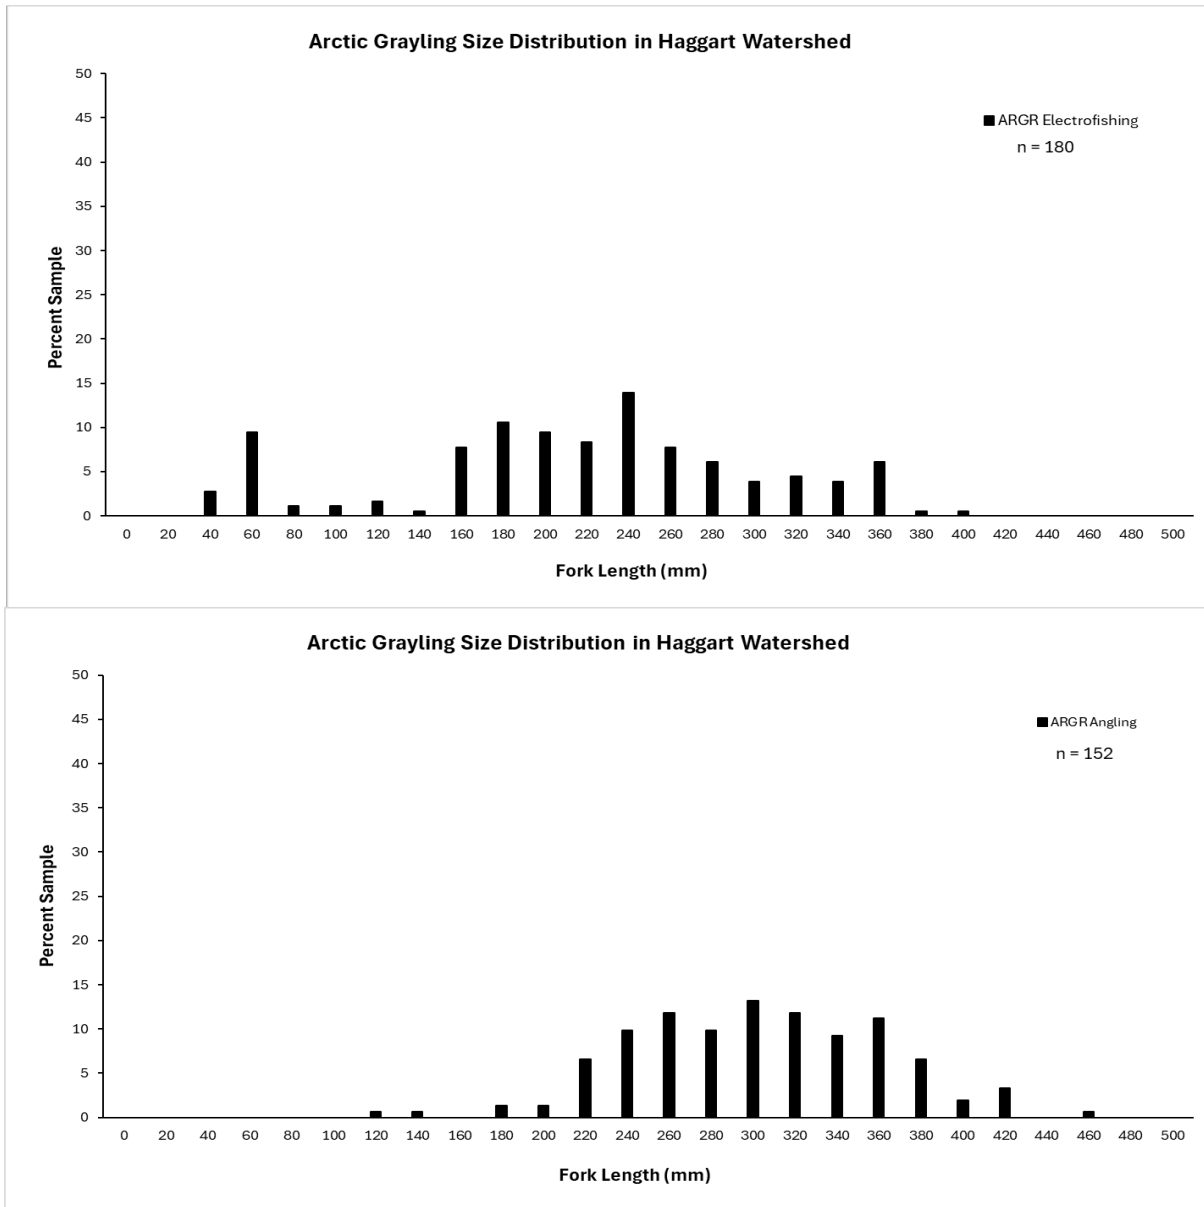 Arctic Grayling Size Distribution in Haggart Watershed
50
45
40
35
30
25
20
15
10
5
0
Percent Sample
ARGR Electrofishing
n = 180
0 20 40 60 80 100 120 140 160 180 200 220 240 260 280 300 320 340 360 380 400 420 440 460 480 500
Fork Length (mm)
Arctic Grayling Size Distribution in Haggart Watershed
50
45
40
35
30
25
20
15
10
5
0
Percent Sample
ARGR Angling
n = 152
0 20 40 60 80 100 120 140 160 180 200 220 240 260 280 300 320 340 360 380 400 420 440 460 480 500
Fork Length (mm)